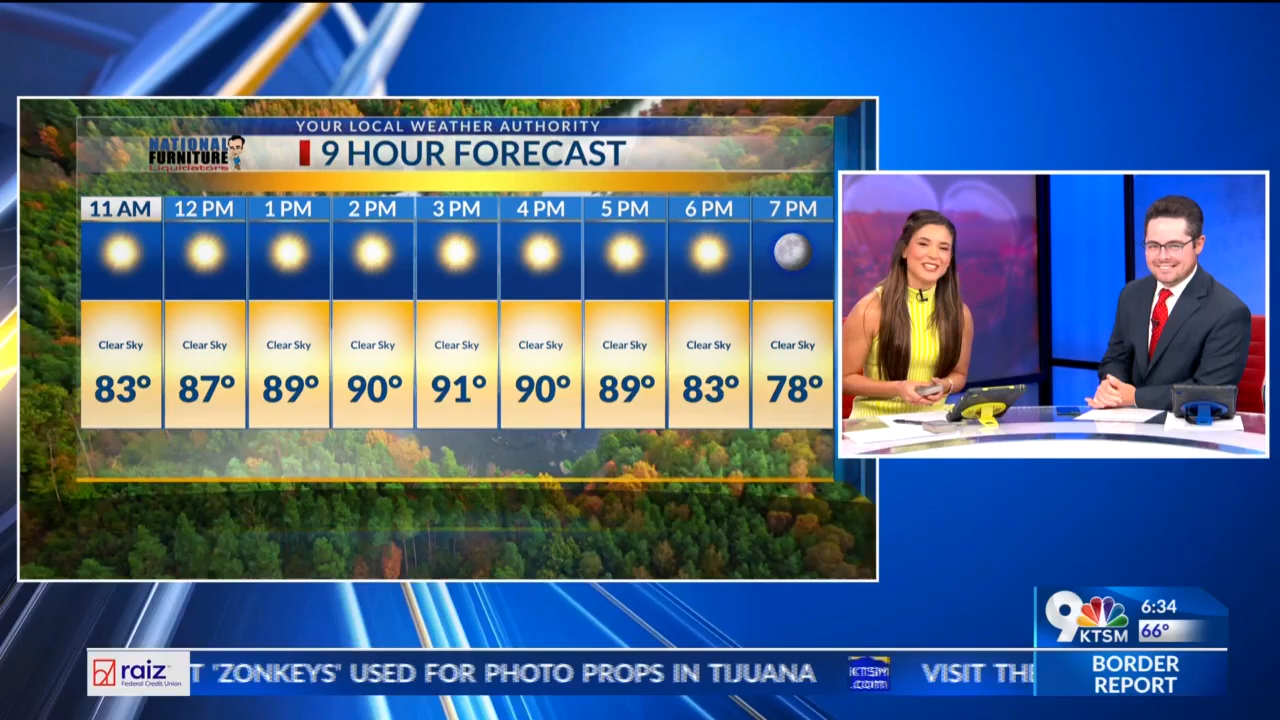 YOUR LOCAL WEATHER AUTHORITY
NATIONAL
FURNITURE
Liquidators
9 HOUR FORECAST
11 AM 12 PM 1 PM 2 PM 3 PM 4 PM 5 PM 6 PM 7 PM
Clear Sky Clear Sky Clear Sky Clear Sky Clear Sky Clear Sky Clear Sky Clear Sky Clear Sky
83° 87° 89° 90° 91° 90° 89° 83° 78°
9 KTSM
6:34
66°
raiz
Federal Credit Union
T "ZONKEYS" USED FOR PHOTO PROPS IN TIJUANA
KTSM
.com
VISIT THE
BORDER
REPORT